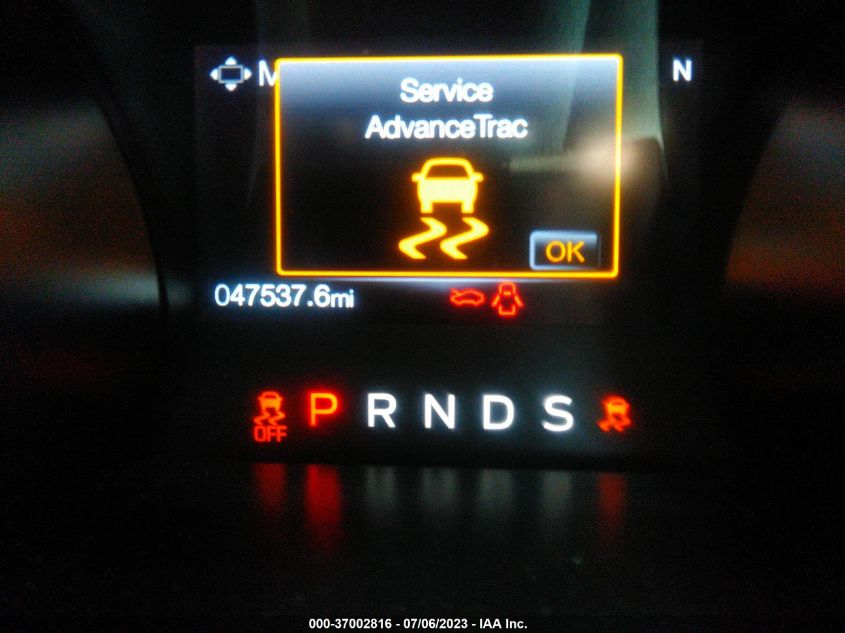 M N
Service
AdvanceTrac
OK
047537.6mi
OFF P R N D S
000-37002816 - 07/06/2023 - IAA Inc.